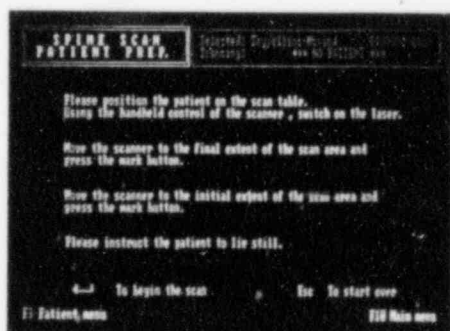 SPINE SCAN
PATIENT PREP.
Please position the patient on the scan table.
Using the handheld control of the scanner , switch on the laser.
Move the scanner to the final extent of the scan area and
press the mark button.
Move the scanner to the initial extent of the scan area and
press the mark button.
Please instruct the patient to lie still.
To begin the scan
Esc To start over
Patient menu
F10 Main menu